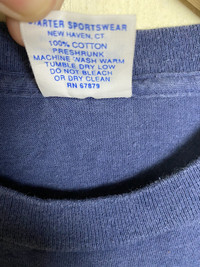 STARTER SPORTSWEAR
NEW HAVEN, CT
100% COTTON
PRESHRUNK
MACHINE WASH WARM
TUMBLE DRY LOW
DO NOT BLEACH
OR DRY CLEAN
RN 67879